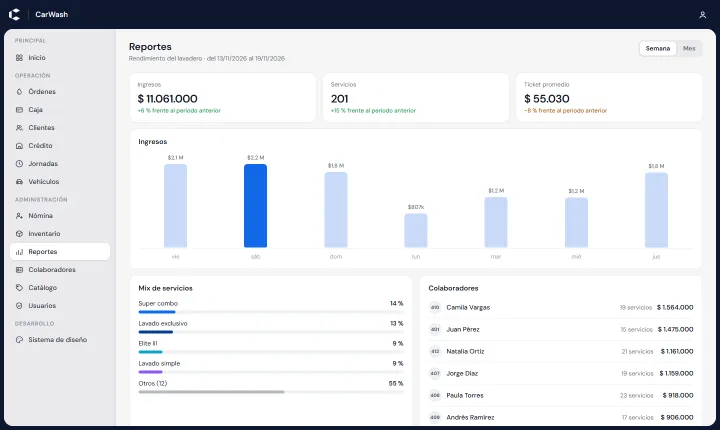 CarWash
PRINCIPAL
Inicio
OPERACIÓN
Órdenes
Caja
Clientes
Crédito
Jornadas
Vehículos
ADMINISTRACIÓN
Nómina
Inventario
Reportes
Colaboradores
Catálogo
Usuarios
DESARROLLO
Sistema de diseño
Reportes
Rendimiento del lavadero · del 13/11/2026 al 19/11/2026
Semana
Mes
Ingresos
$ 11.061.000
+6 % frente al periodo anterior
Servicios
201
+15 % frente al periodo anterior
Ticket promedio
$ 55.030
-8 % frente al periodo anterior
Ingresos
$2,1 M
$2,2 M
$1,8 M
$807k
$1,2 M
$1,2 M
$1,8 M
vie
sáb
dom
lun
mar
mié
jue
Mix de servicios
Super combo 14 %
Lavado exclusivo 13 %
Elite III 9 %
Lavado simple 9 %
Otros (12) 55 %
Colaboradores
410 Camila Vargas 19 servicios $ 1.564.000
401 Juan Pérez 15 servicios $ 1.475.000
412 Natalia Ortiz 21 servicios $ 1.161.000
407 Jorge Díaz 19 servicios $ 1.159.000
Paula Torres 23 servicios $ 918.000
409 Andrés Ramírez 17 servicios $ 906.000